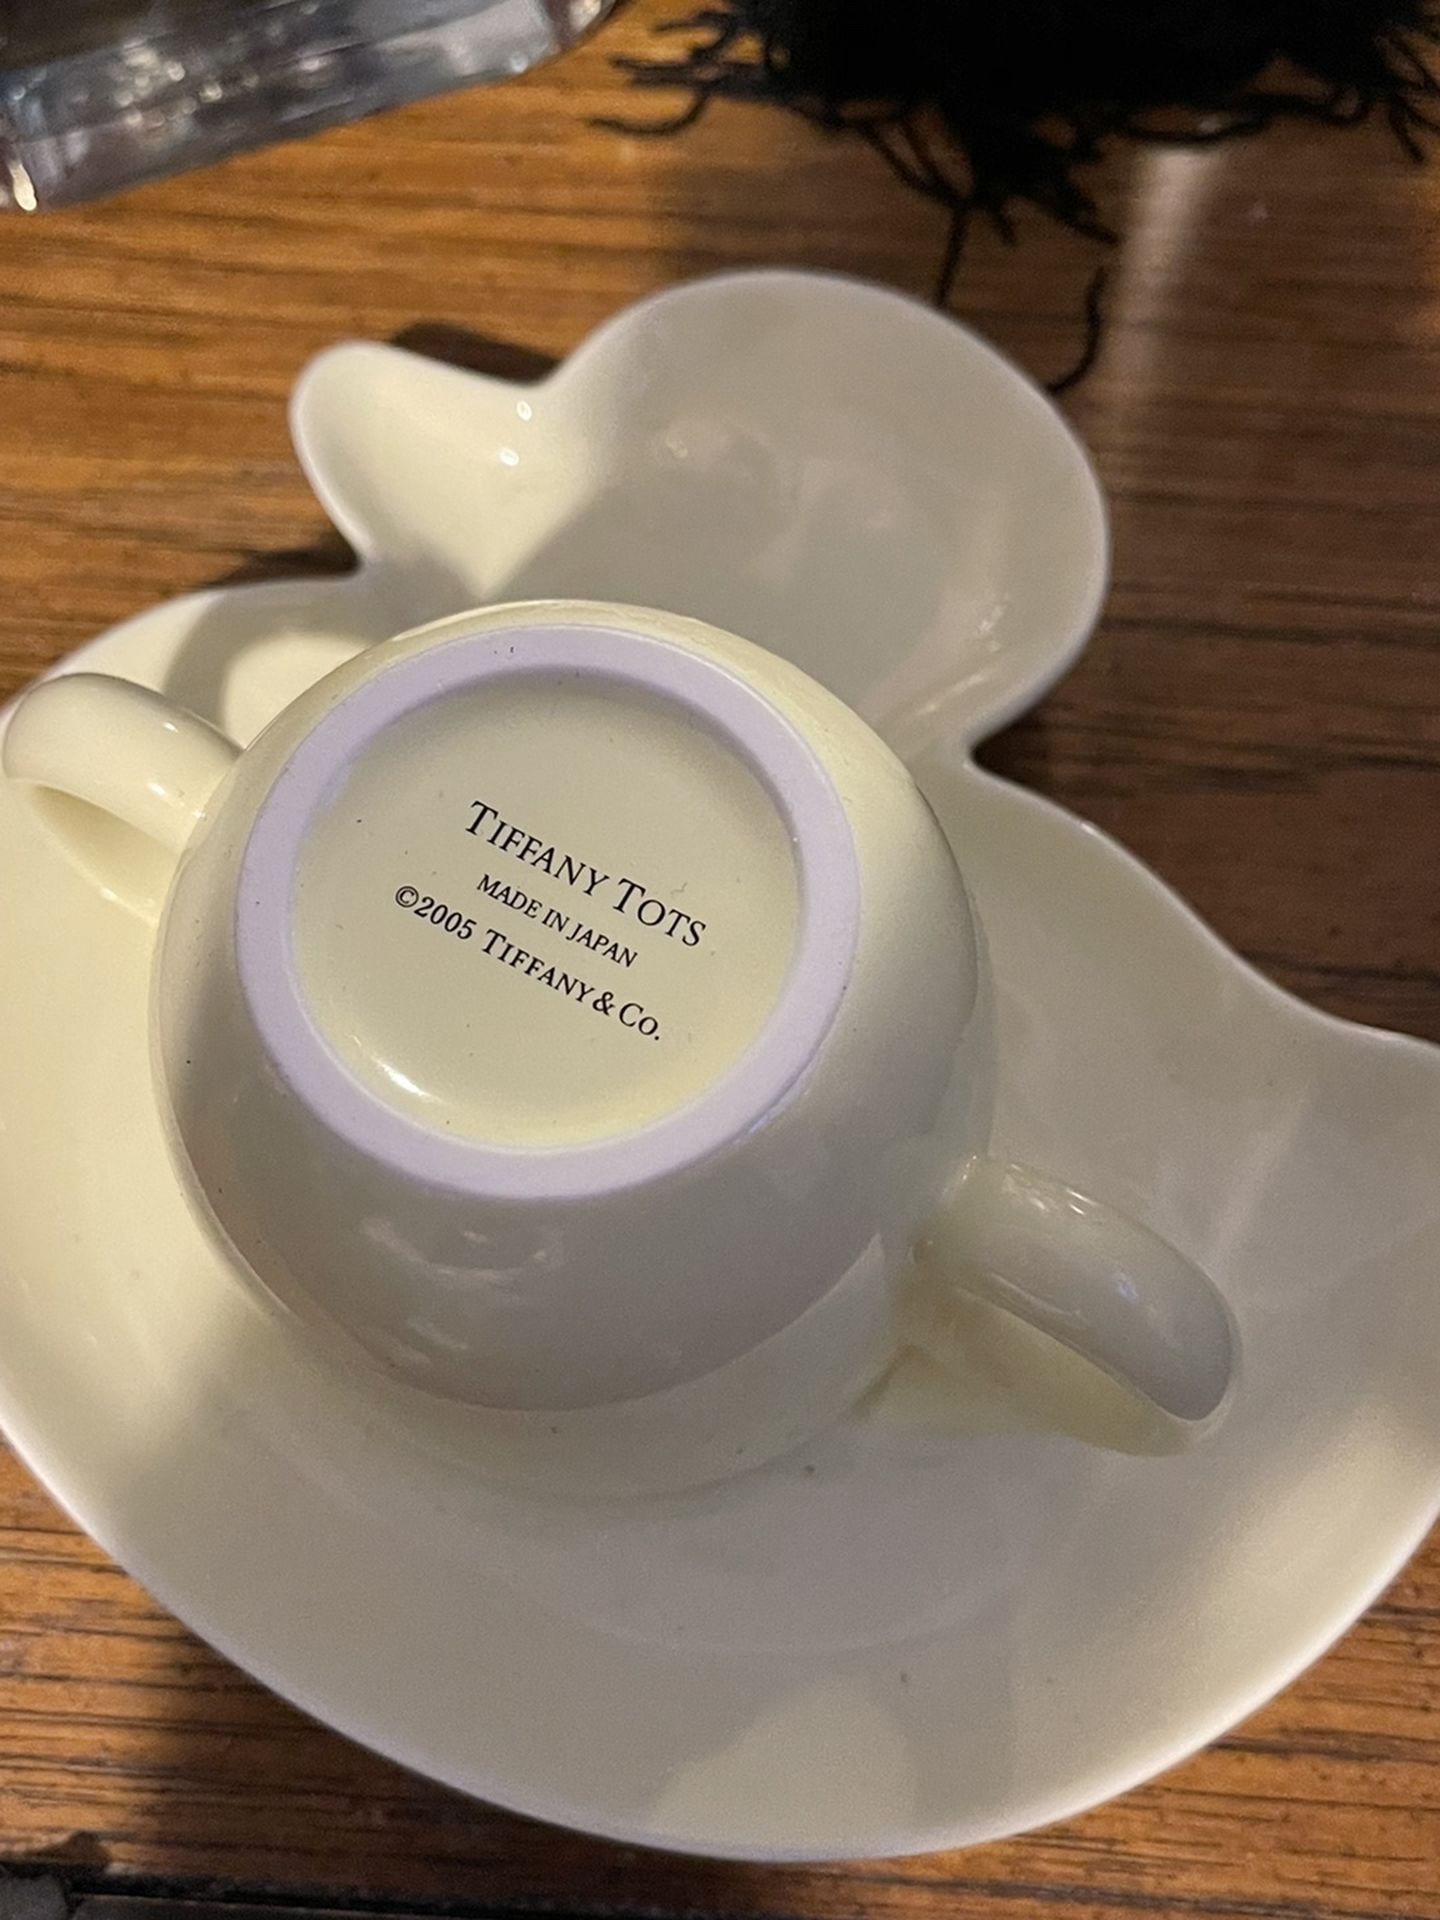 TIFFANY TOTS
MADE IN JAPAN
©2005 TIFFANY & CO.